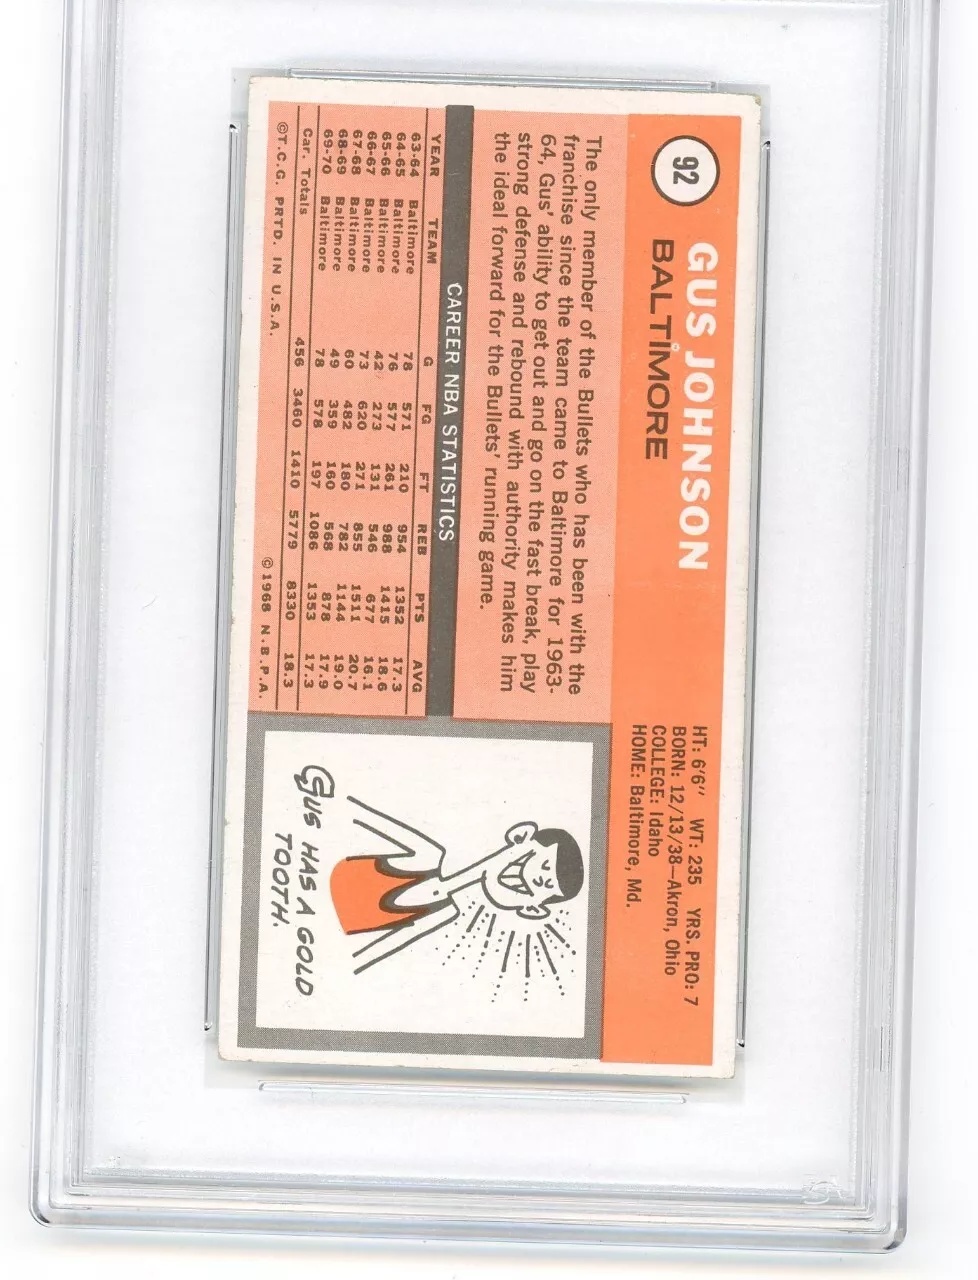 92
GUS JOHNSON
BALTIMORE
HT: 6'6" WT: 235 YRS. PRO: 7
BORN: 12/13/38—Akron, Ohio
COLLEGE: Idaho
HOME: Baltimore, Md.
The only member of the Bullets who has been with the
franchise since the team came to Baltimore for 1963-
64, Gus' ability to get out and go on the fast break, play
strong defense and rebound with authority makes him
the ideal forward for the Bullets' running game.
CAREER NBA STATISTICS
YEAR TEAM G FG FT REB PTS AVG
63-64 Baltimore 78 571 210 954 1352 17.3
64-65 Baltimore 76 577 261 988 1415 18.6
65-66 Baltimore 42 273 131 546 677 16.1
66-67 Baltimore 73 620 271 855 1511 20.7
67-68 Baltimore 60 482 180 782 1144 19.0
68-69 Baltimore 49 359 160 568 878 17.9
69-70 Baltimore 78 578 197 1086 1353 17.3
Car. Totals 456 3460 1410 5779 8330 18.3
©T.C.G. PRTD. IN U.S.A. ©1968 N.B.P.A.
GUS HAS A GOLD
TOOTH.